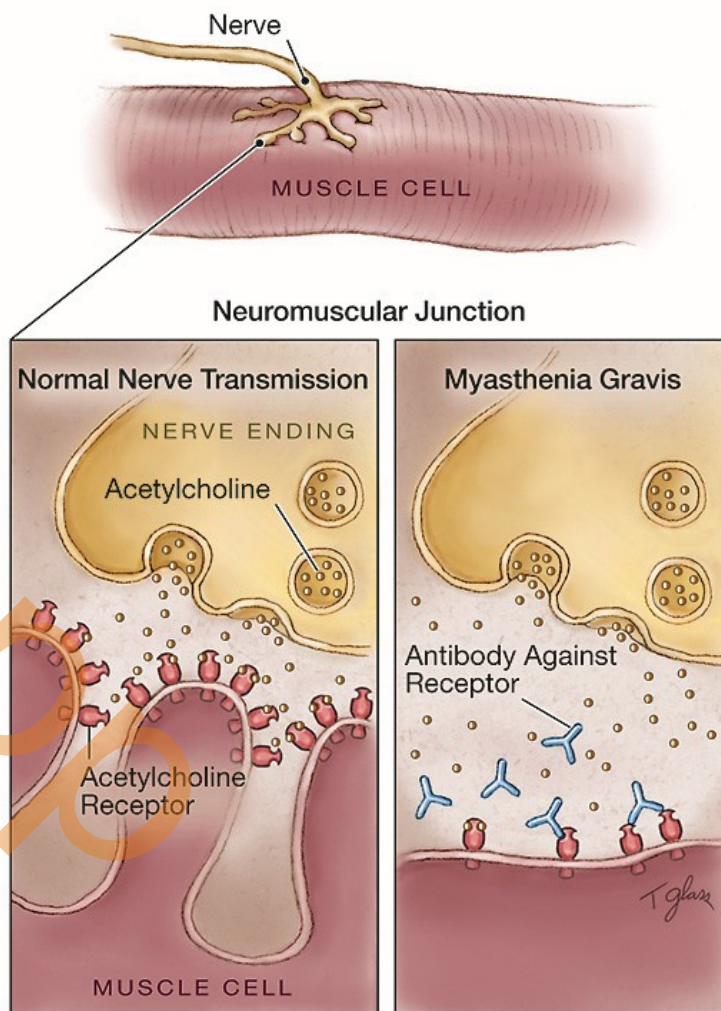 Nerve
MUSCLE CELL
Neuromuscular Junction
Normal Nerve Transmission
NERVE ENDING
Acetylcholine
Acetylcholine
Receptor
MUSCLE CELL
Myasthenia Gravis
Antibody Against
Receptor
T glass